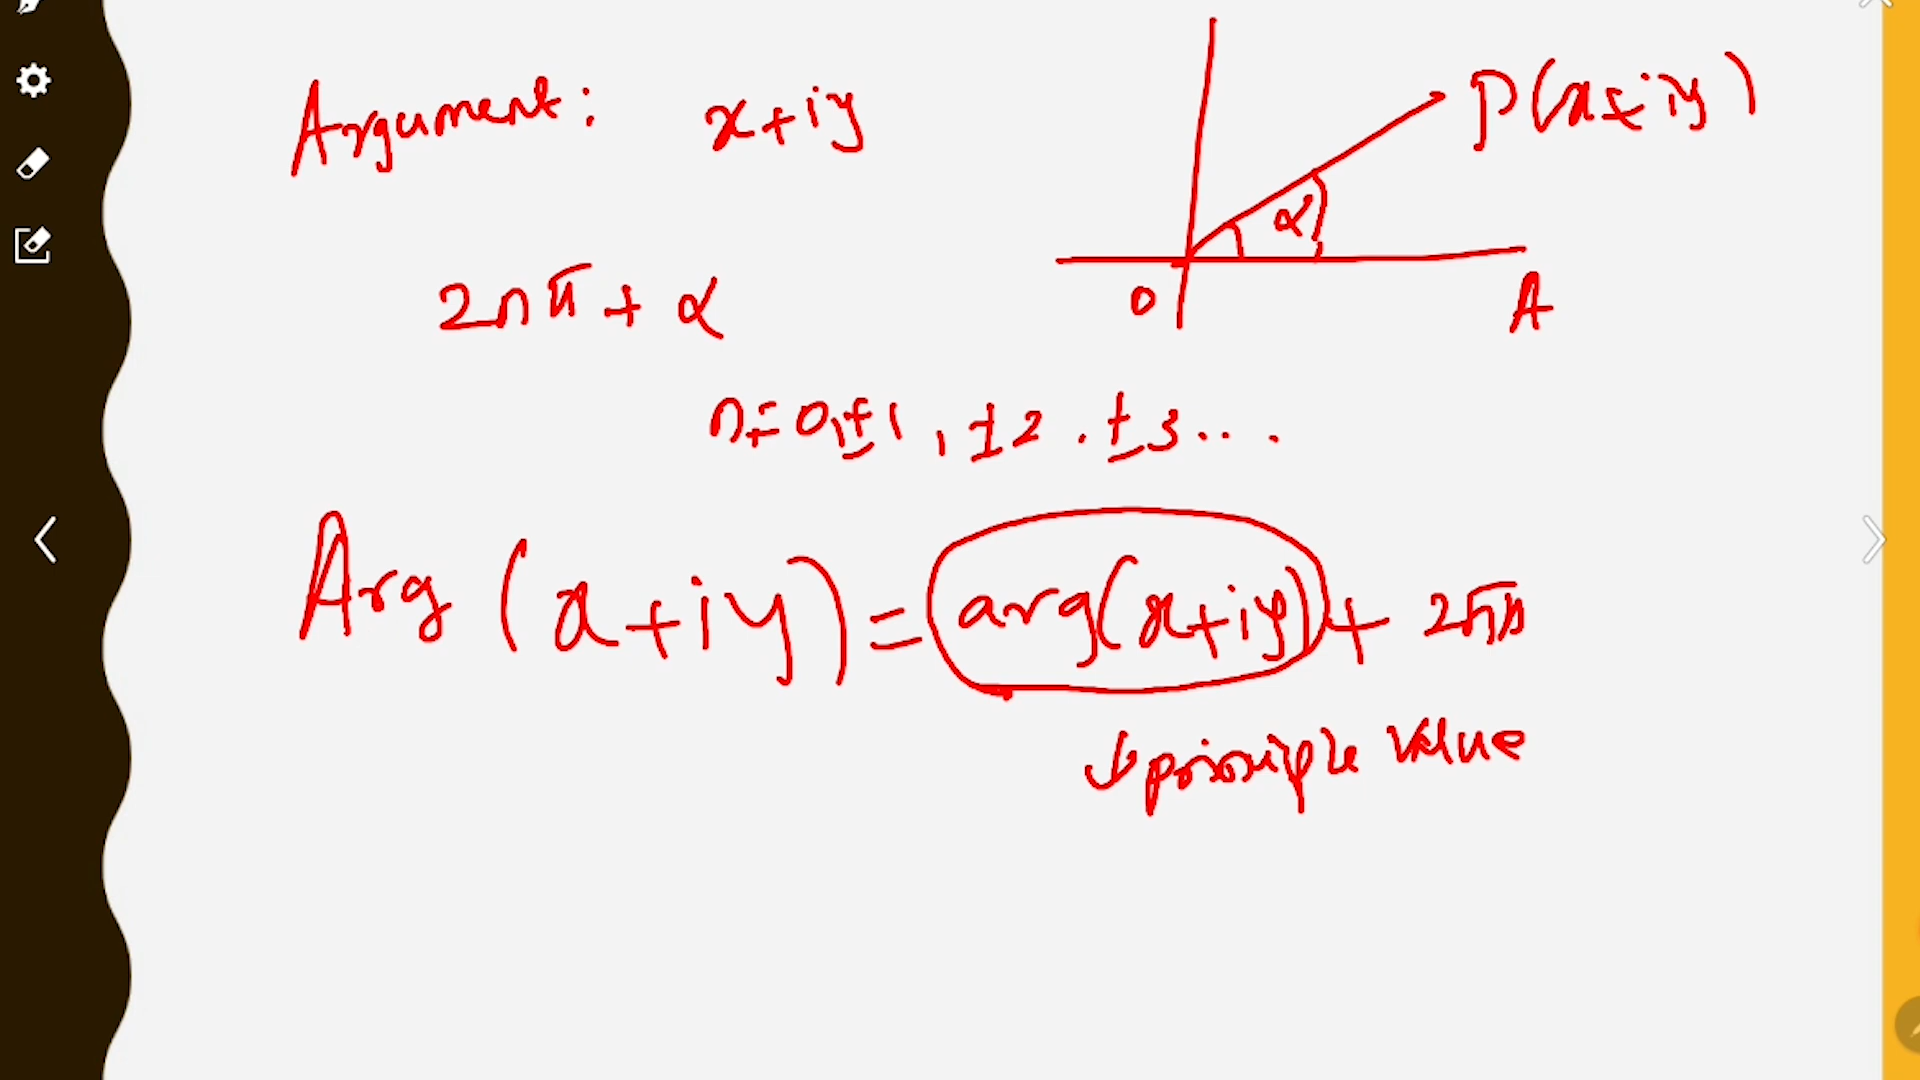 Argument: x+iy
P(x+iy)
α
O A
2nπ + α
n=0,±1, ±2. ±3...
Arg (x+iy)=arg(x+iy)+ 2nπ
↓principle value